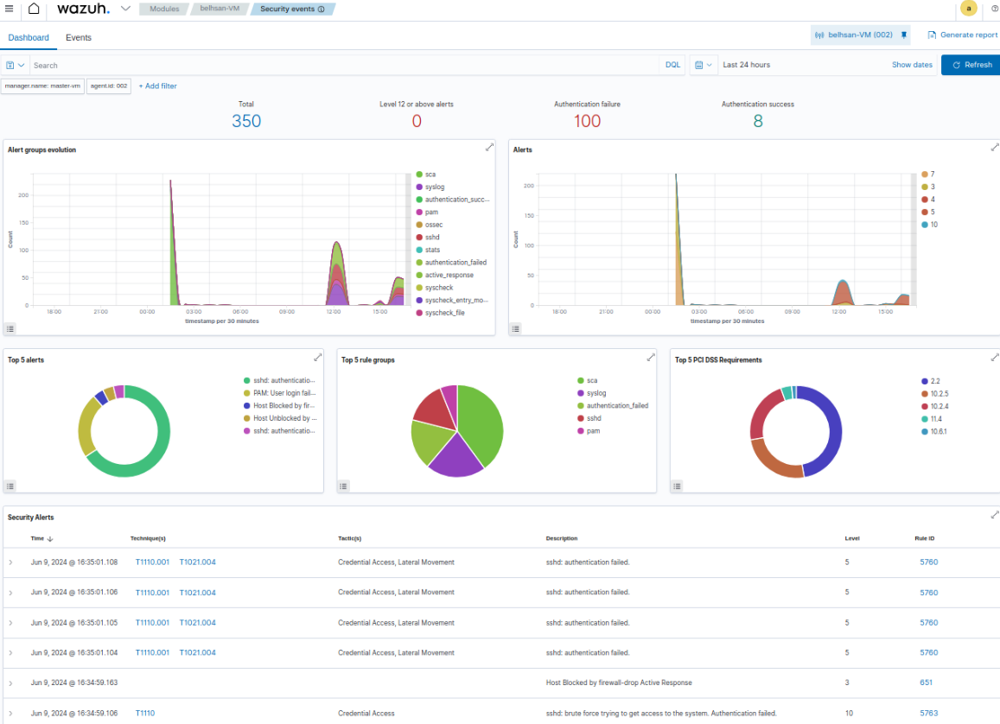 wazuh. Modules belhsan-VM Security events a
Dashboard Events belhsan-VM (002) Generate report
Search DQL Last 24 hours Show dates Refresh
manager.name: master-vm agent.id: 002 + Add filter
Total Level 12 or above alerts Authentication failure Authentication success
350 0 100 8
Alert groups evolution
200
150
100
50
0
Count
18:00 21:00 00:00 03:00 06:00 09:00 12:00 15:00
timestamp per 30 minutes
sca
syslog
authentication_succ...
pam
ossec
sshd
stats
authentication_failed
active_response
syscheck
syscheck_entry_mo...
syscheck_file
Alerts
200
150
100
50
0
Count
18:00 21:00 00:00 03:00 06:00 09:00 12:00 15:00
timestamp per 30 minutes
7
3
4
5
10
Top 5 alerts
sshd: authenticatio...
PAM: User login fail...
Host Blocked by fir...
Host Unblocked by ...
sshd: authenticatio...
Top 5 rule groups
sca
syslog
authentication_failed
sshd
pam
Top 5 PCI DSS Requirements
2.2
10.2.5
10.2.4
11.4
10.6.1
Security Alerts
Time Technique(s) Tactic(s) Description Level Rule ID
Jun 9, 2024 @ 16:35:01.108 T1110.001 T1021.004 Credential Access, Lateral Movement sshd: authentication failed. 5 5760
Jun 9, 2024 @ 16:35:01.106 T1110.001 T1021.004 Credential Access, Lateral Movement sshd: authentication failed. 5 5760
Jun 9, 2024 @ 16:35:01.105 T1110.001 T1021.004 Credential Access, Lateral Movement sshd: authentication failed. 5 5760
Jun 9, 2024 @ 16:35:01.104 T1110.001 T1021.004 Credential Access, Lateral Movement sshd: authentication failed. 5 5760
Jun 9, 2024 @ 16:34:59.163 Host Blocked by firewall-drop Active Response 3 651
Jun 9, 2024 @ 16:34:59.106 T1110 Credential Access sshd: brute force trying to get access to the system. Authentication failed. 10 5763